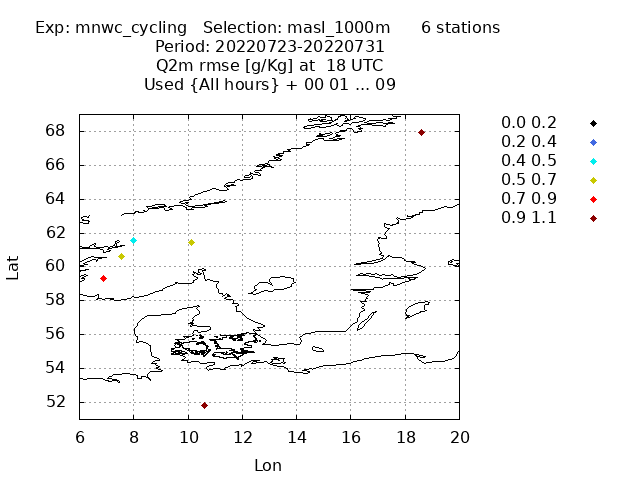 Exp: mnwc_cycling   Selection: masl_1000m      6 stations
Period: 20220723-20220731
Q2m rmse [g/Kg] at  18 UTC
Used {All hours} + 00 01 ... 09
0.0 0.2
0.2 0.4
0.4 0.5
0.5 0.7
0.7 0.9
0.9 1.1
Lat
68
66
64
62
60
58
56
54
52
6 8 10 12 14 16 18 20
Lon